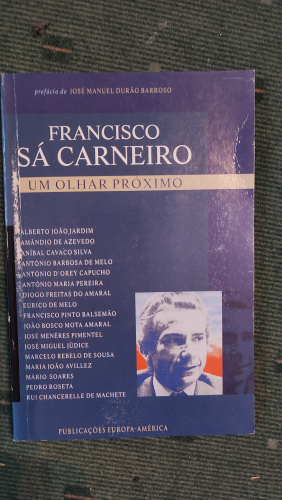 prefácio de JOSÉ MANUEL DURÃO BARROSO
FRANCISCO
SÁ CARNEIRO
UM OLHAR PRÓXIMO
ALBERTO JOÃO JARDIM
AMÂNDIO DE AZEVEDO
ANÍBAL CAVACO SILVA
ANTÓNIO BARBOSA DE MELO
ANTÓNIO D'OREY CAPUCHO
ANTÓNIO MARIA PEREIRA
DIOGO FREITAS DO AMARAL
EURICO DE MELO
FRANCISCO PINTO BALSEMÃO
JOÃO BOSCO MOTA AMARAL
JOSÉ MENÉRES PIMENTEL
JOSÉ MIGUEL JÚDICE
MARCELO REBELO DE SOUSA
MARIA JOÃO AVILLEZ
MÁRIO SOARES
PEDRO ROSETA
RUI CHANCERELLE DE MACHETE
PUBLICAÇÕES EUROPA-AMÉRICA